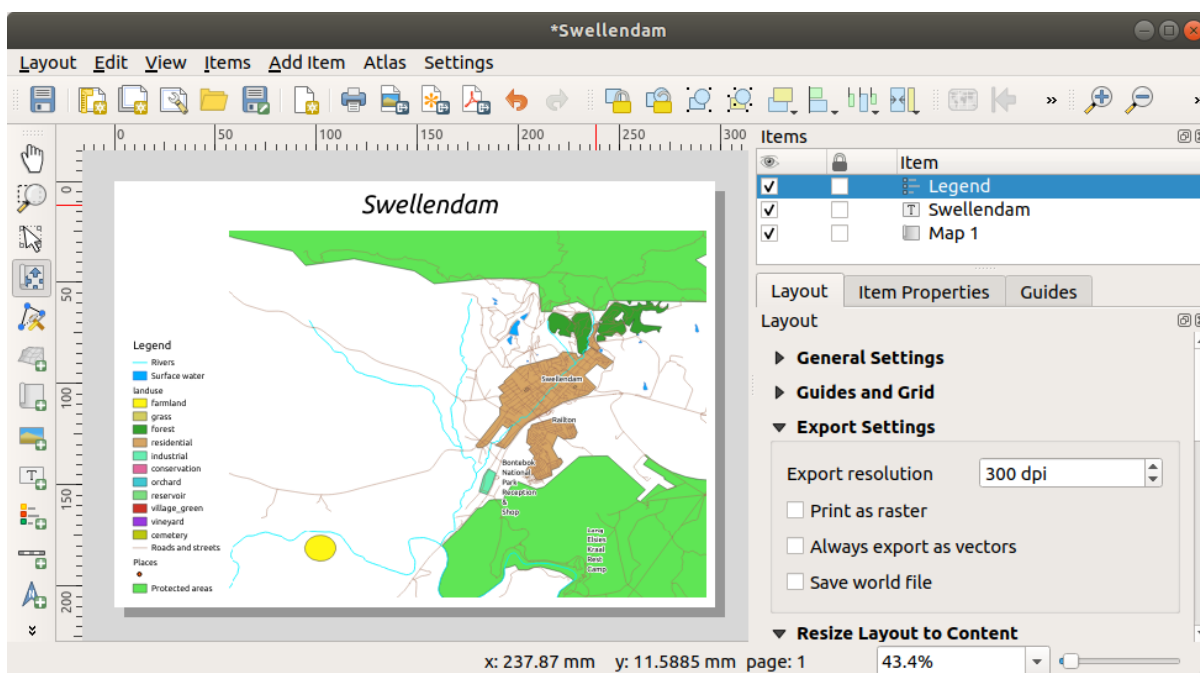 *Swellendam
Layout Edit View Items Add Item Atlas Settings
» »
0 50 100 150 200 250 300
0
50
100
150
200
Swellendam
Legend
Rivers
Surface water
landuse
farmland
grass
forest
residential
industrial
conservation
orchard
reservoir
village_green
vineyard
cemetery
Roads and streets
Places
Protected areas
Swellendam
Railton
Bontebok
National
Park
Reception
&
Shop
Lang
Elsies
Kraal
Rest
Camp
Items
Item
Legend
Swellendam
Map 1
Layout Item Properties Guides
Layout
General Settings
Guides and Grid
Export Settings
Export resolution 300 dpi
Print as raster
Always export as vectors
Save world file
Resize Layout to Content
x: 237.87 mm y: 11.5885 mm page: 1 43.4%